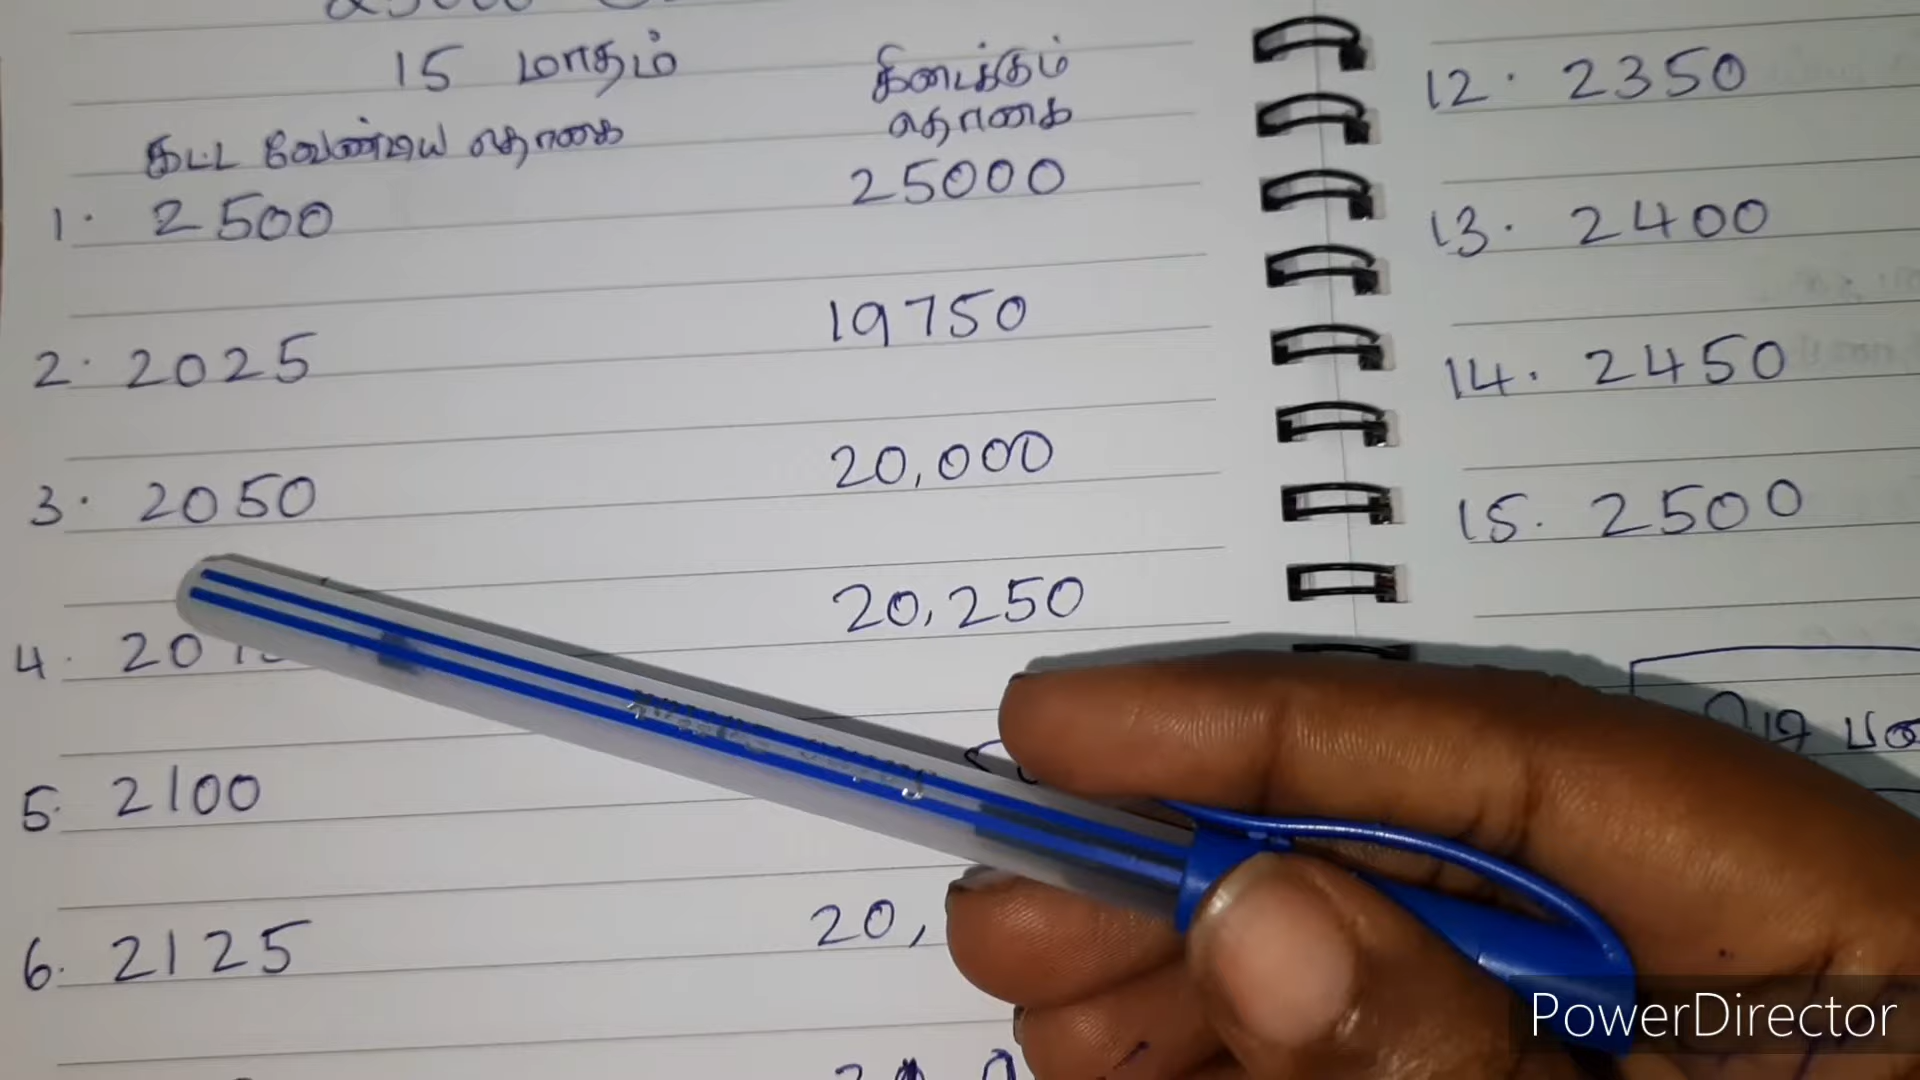 15 மாதம்
கட்ட வேண்டிய தொகை
கிடைக்கும்
தொகை
1. 2500 25000
2. 2025 19750
3. 2050 20,000
4. 20 20,250
5. 2100
6. 2125 20,
12. 2350
13. 2400
14. 2450
15. 2500
PowerDirector